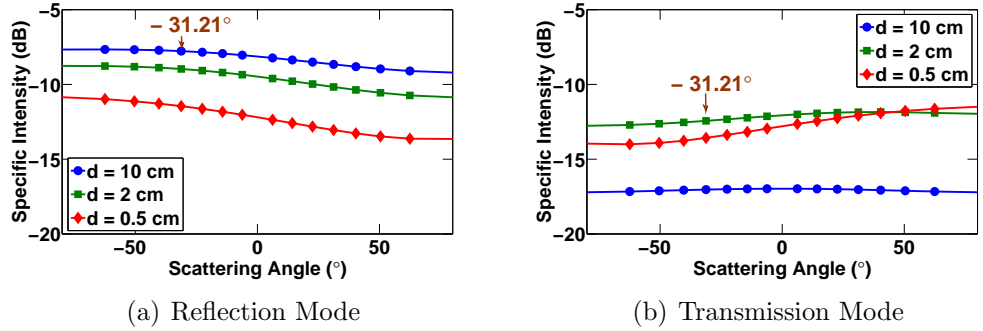 −5
−10
−15
−20
Specific Intensity (dB)
− 31.21°
d = 10 cm
d = 2 cm
d = 0.5 cm
−50
0
50
Scattering Angle (°)
(a) Reflection Mode
−5
−10
−15
−20
Specific Intensity (dB)
− 31.21°
d = 10 cm
d = 2 cm
d = 0.5 cm
−50
0
50
Scattering Angle (°)
(b) Transmission Mode